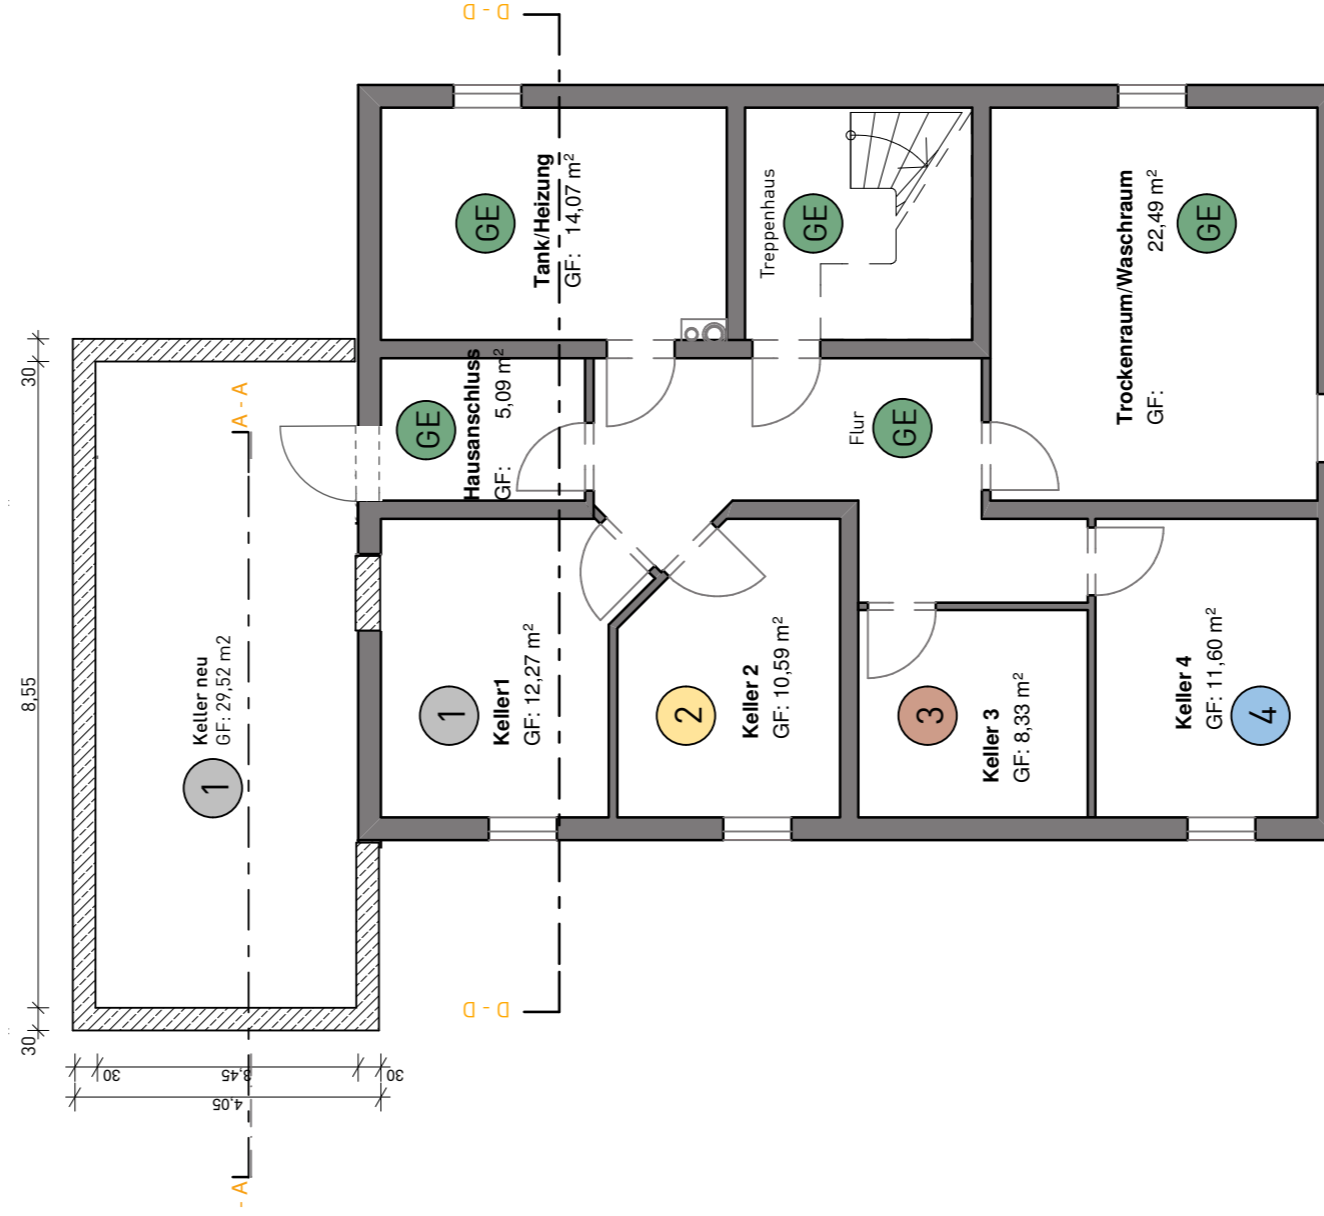 D - D
Tank/Heizung
GF: 14,07 m²
GE
Treppenhaus
GE
Trockenraum/Waschraum
GF: 22,49 m²
GE
Hausanschluss
GF: 5,09 m²
GE
Flur
GE
A - A
30
8,55
30
Keller neu
GF: 29,52 m2
1
Keller1
GF: 12,27 m²
1
Keller 2
GF: 10,59 m²
2
Keller 3
GF: 8,33 m²
3
Keller 4
GF: 11,60 m²
4
D - D
30
3,45
30
4,05
- A